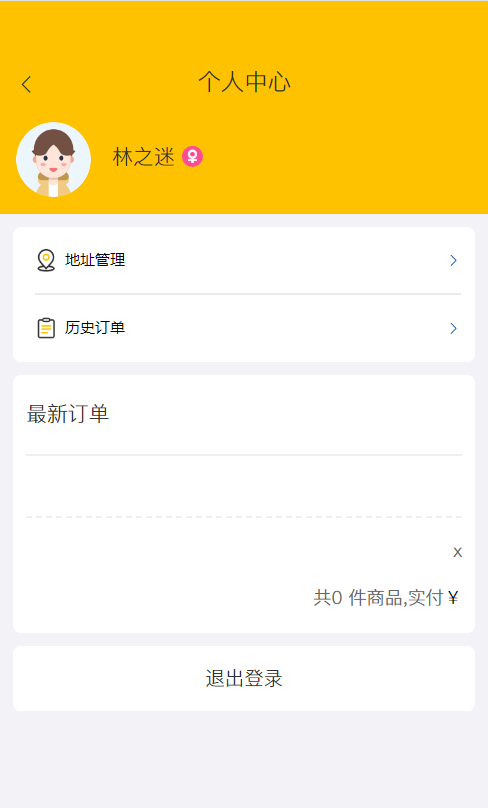 个人中心
林之迷
地址管理
历史订单
最新订单
x
共0 件商品,实付￥
退出登录